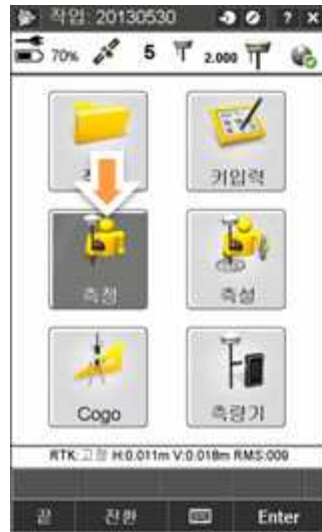 작업: 20130530 ? ×
70% 5 2.000
키입력
측정 측설
Cogo 측량기
RTK: 고정 H:0.011m V:0.018m RMS:009
끝 전환 Enter